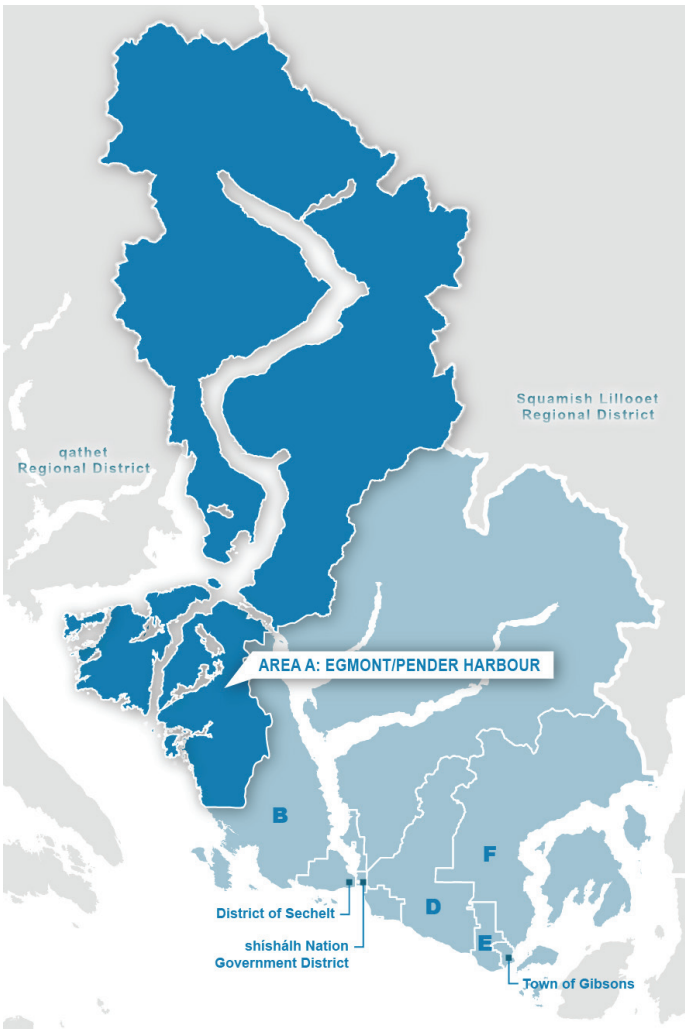 Squamish Lillooet
Regional District
qathet
Regional District
AREA A: EGMONT/PENDER HARBOUR
B
F
D
E
District of Sechelt
shíshálh Nation
Government District
Town of Gibsons